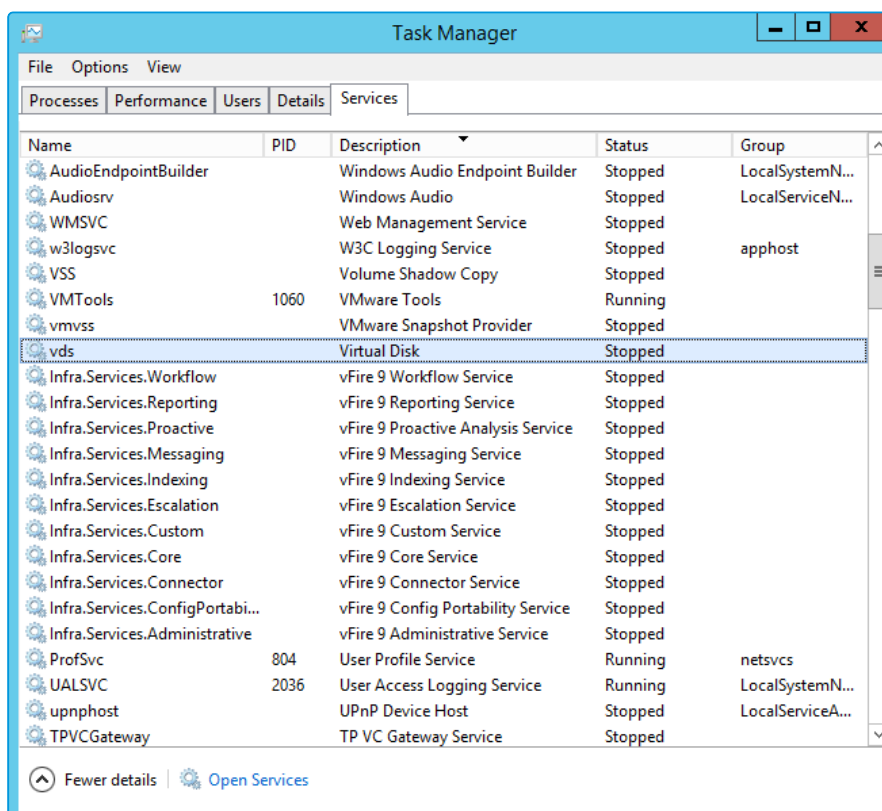 Task Manager
File Options View
Processes Performance Users Details Services
Name PID Description Status Group
AudioEndpointBuilder Windows Audio Endpoint Builder Stopped LocalSystemN...
Audiosrv Windows Audio Stopped LocalServiceN...
WMSVC Web Management Service Stopped
w3logsvc W3C Logging Service Stopped apphost
VSS Volume Shadow Copy Stopped
VMTools 1060 VMware Tools Running
vmvss VMware Snapshot Provider Stopped
vds Virtual Disk Stopped
Infra.Services.Workflow vFire 9 Workflow Service Stopped
Infra.Services.Reporting vFire 9 Reporting Service Stopped
Infra.Services.Proactive vFire 9 Proactive Analysis Service Stopped
Infra.Services.Messaging vFire 9 Messaging Service Stopped
Infra.Services.Indexing vFire 9 Indexing Service Stopped
Infra.Services.Escalation vFire 9 Escalation Service Stopped
Infra.Services.Custom vFire 9 Custom Service Stopped
Infra.Services.Core vFire 9 Core Service Stopped
Infra.Services.Connector vFire 9 Connector Service Stopped
Infra.Services.ConfigPortabi... vFire 9 Config Portability Service Stopped
Infra.Services.Administrative vFire 9 Administrative Service Stopped
ProfSvc 804 User Profile Service Running netsvcs
UALSVC 2036 User Access Logging Service Running LocalSystemN...
upnphost UPnP Device Host Stopped LocalServiceA...
TPVCGateway TP VC Gateway Service Stopped
Fewer details Open Services